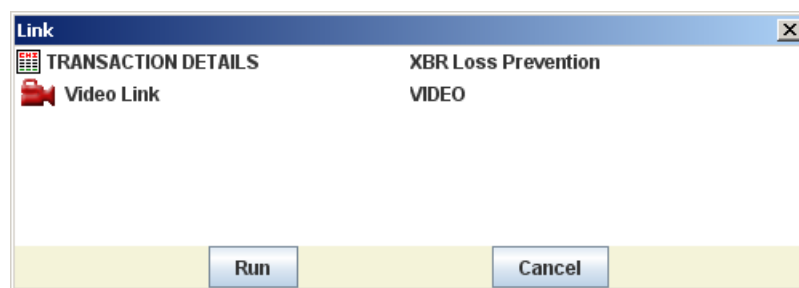 Link
TRANSACTION DETAILS XBR Loss Prevention
Video Link VIDEO
Run Cancel